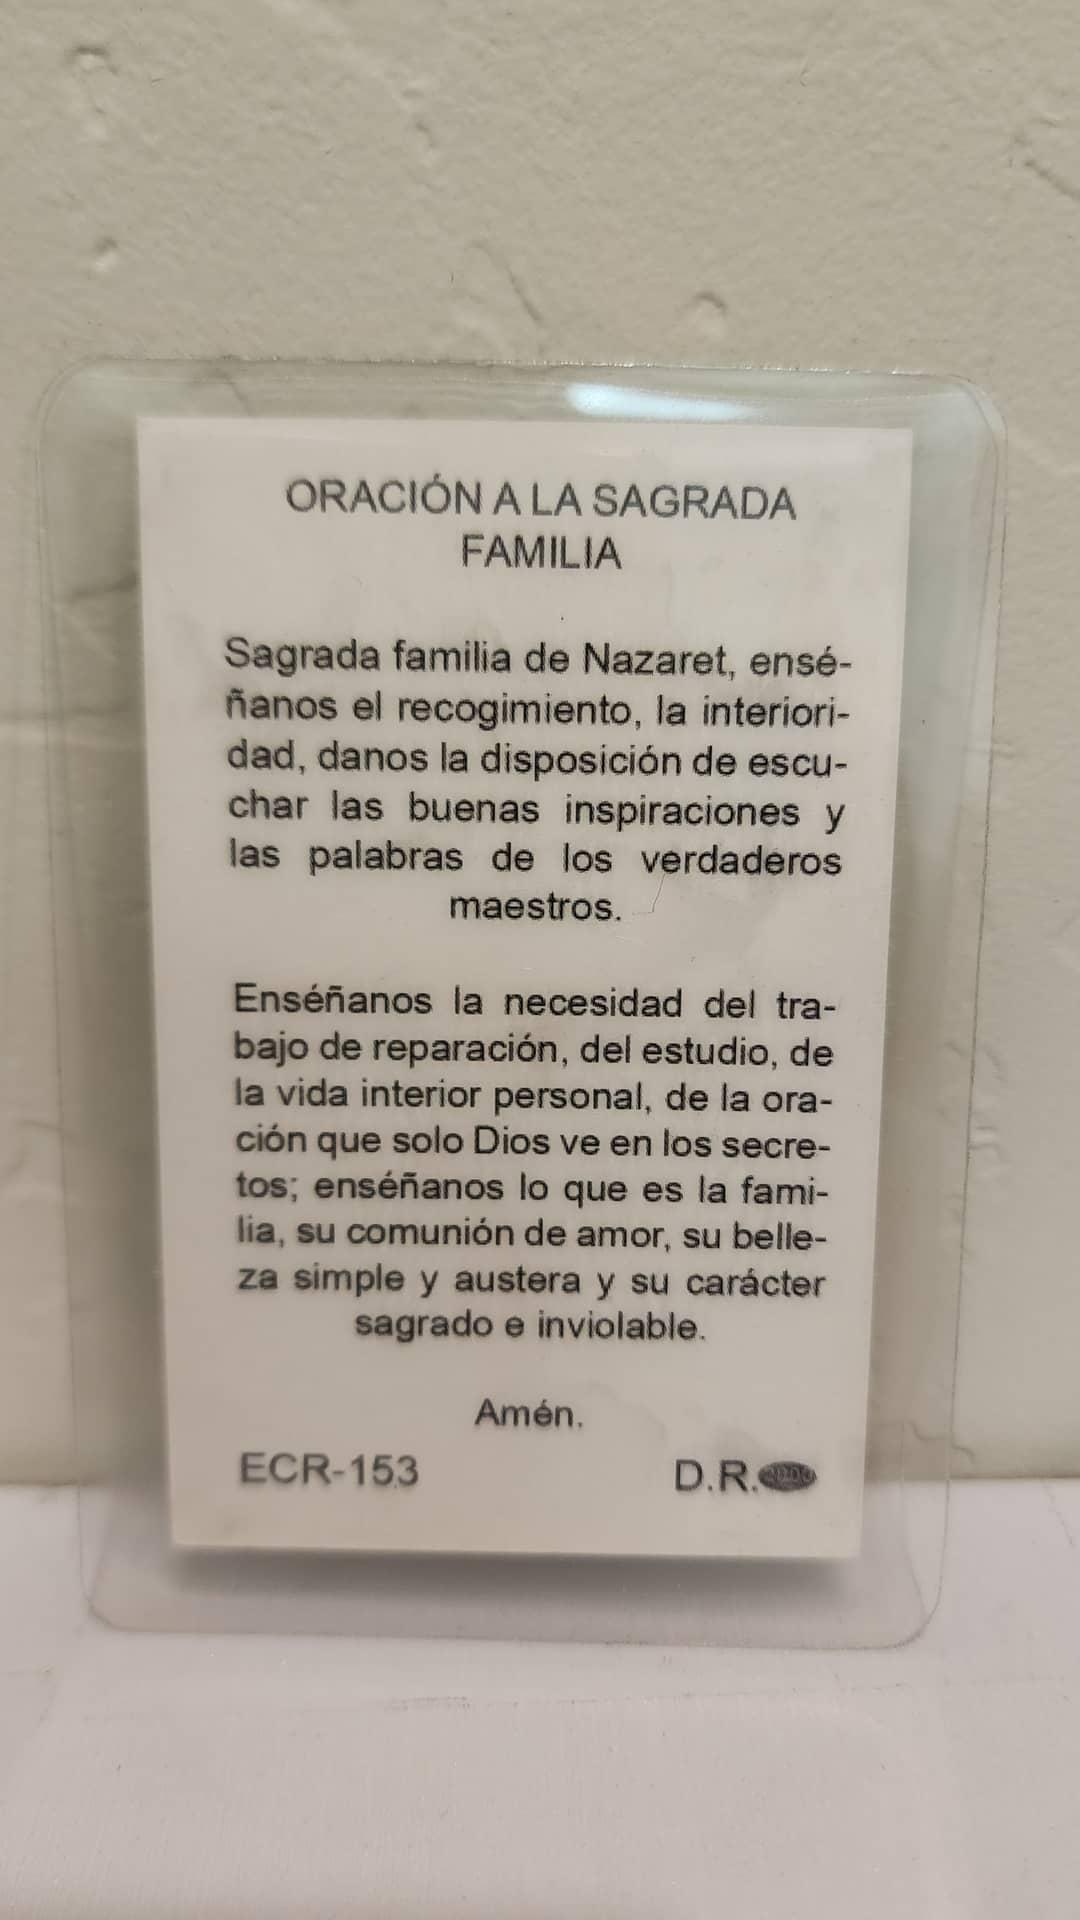 ORACIÓN A LA SAGRADA
FAMILIA
Sagrada familia de Nazaret, ensé-
ñanos el recogimiento, la interiori-
dad, danos la disposición de escu-
char las buenas inspiraciones y
las palabras de los verdaderos
maestros.
Enséñanos la necesidad del tra-
bajo de reparación, del estudio, de
la vida interior personal, de la ora-
ción que solo Dios ve en los secre-
tos; enséñanos lo que es la fami-
lia, su comunión de amor, su belle-
za simple y austera y su carácter
sagrado e inviolable.
Amén.
ECR-153 D.R.